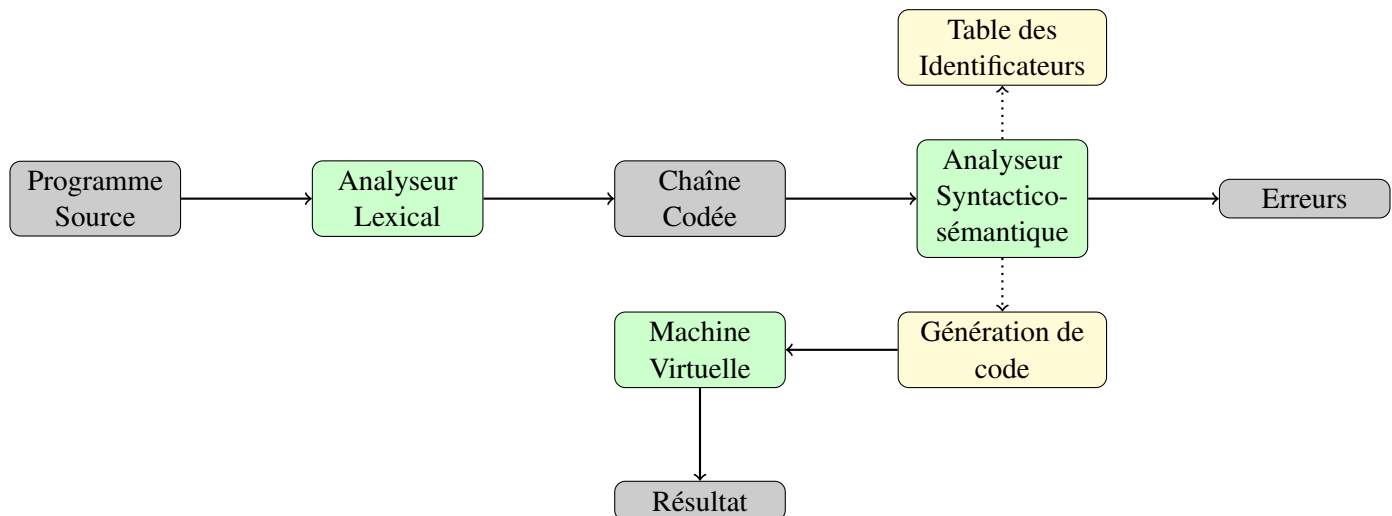 Table des
Identificateurs
Programme
Source
Analyseur
Lexical
Chaîne
Codée
Analyseur
Syntactico-
sémantique
Erreurs
Machine
Virtuelle
Génération de
code
Résultat